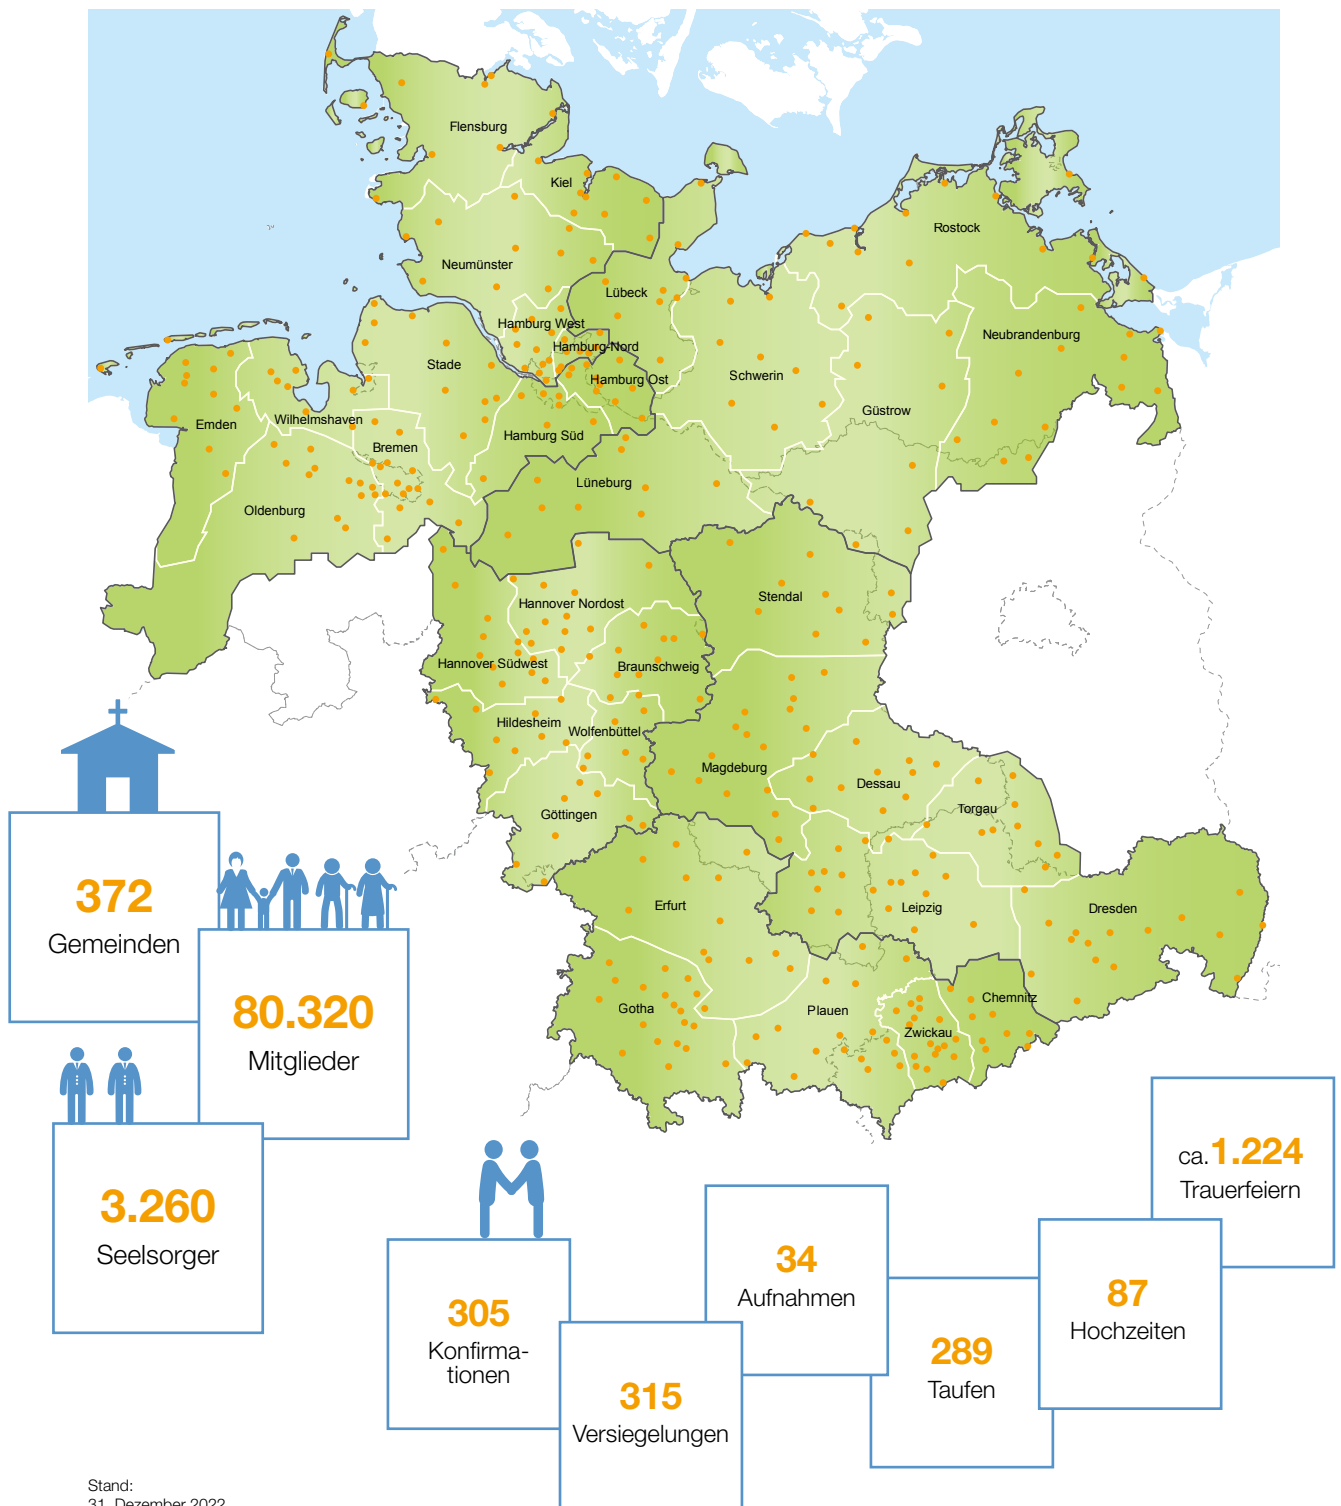 Flensburg
Kiel
Rostock
Neumünster
Lübeck
Hamburg West
Neubrandenburg
Hamburg-Nord
Stade
Schwerin
Hamburg Ost
Güstrow
Wilhelmshaven
Emden
Hamburg Süd
Bremen
Lüneburg
Oldenburg
Stendal
Hannover Nordost
Hannover Südwest
Braunschweig
Hildesheim
Wolfenbüttel
Magdeburg
Dessau
Torgau
Göttingen
Erfurt
Leipzig
Dresden
Gotha
Plauen
Chemnitz
Zwickau
372
Gemeinden
80.320
Mitglieder
3.260
Seelsorger
305
Konfirma-
tionen
315
Versiegelungen
34
Aufnahmen
289
Taufen
87
Hochzeiten
ca. 1.224
Trauerfeiern
Stand:
31. Dezember 2022